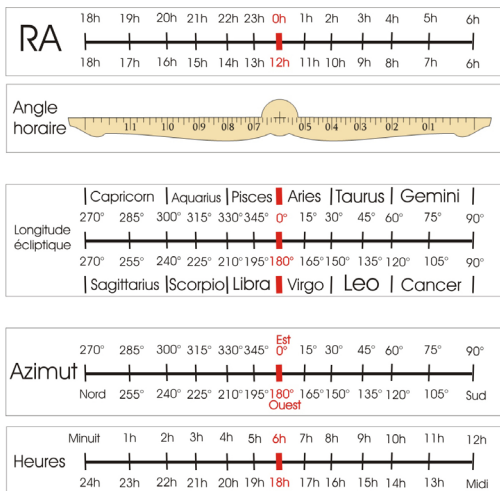 18h 19h 20h 21h 22h 23h 0h 1h 2h 3h 4h 5h 6h
RA
18h 17h 16h 15h 14h 13h 12h 11h 10h 9h 8h 7h 6h
Angle
horaire
11 10 09 08 07 05 04 03 02 01
Capricorn Aquarius Pisces Aries Taurus Gemini
270° 285° 300° 315° 330° 345° 0° 15° 30° 45° 60° 75° 90°
Longitude
écliptique
270° 255° 240° 225° 210° 195° 180° 165° 150° 135° 120° 105° 90°
Sagittarius Scorpio Libra Virgo Leo Cancer
Est
270° 285° 300° 315° 330° 345° 0° 15° 30° 45° 60° 75° 90°
Azimut
Nord 255° 240° 225° 210° 195° 180° 165° 150° 135° 120° 105° Sud
Ouest
Minuit 1h 2h 3h 4h 5h 6h 7h 8h 9h 10h 11h 12h
Heures
24h 23h 22h 21h 20h 19h 18h 17h 16h 15h 14h 13h Midi